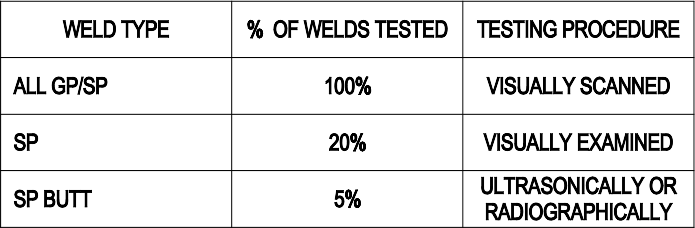 WELD TYPE % OF WELDS TESTED TESTING PROCEDURE
ALL GP/SP 100% VISUALLY SCANNED
SP 20% VISUALLY EXAMINED
SP BUTT 5% ULTRASONICALLY OR
RADIOGRAPHICALLY